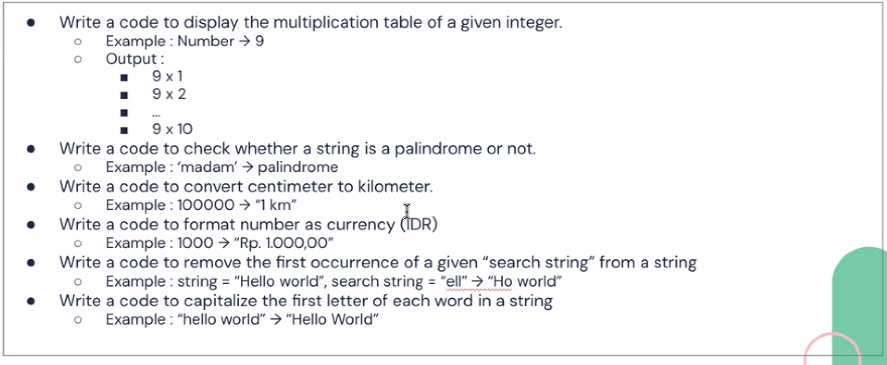 ● Write a code to display the multiplication table of a given integer.
○ Example : Number → 9
○ Output :
■ 9 x 1
■ 9 x 2
■ ...
■ 9 x 10
● Write a code to check whether a string is a palindrome or not.
○ Example : ‘madam’ → palindrome
● Write a code to convert centimeter to kilometer.
○ Example : 100000 → “1 km”
● Write a code to format number as currency (IDR)
○ Example : 1000 → “Rp. 1.000,00”
● Write a code to remove the first occurrence of a given “search string” from a string
○ Example : string = “Hello world”, search string = “ell” → “Ho world”
● Write a code to capitalize the first letter of each word in a string
○ Example : “hello world” → “Hello World”